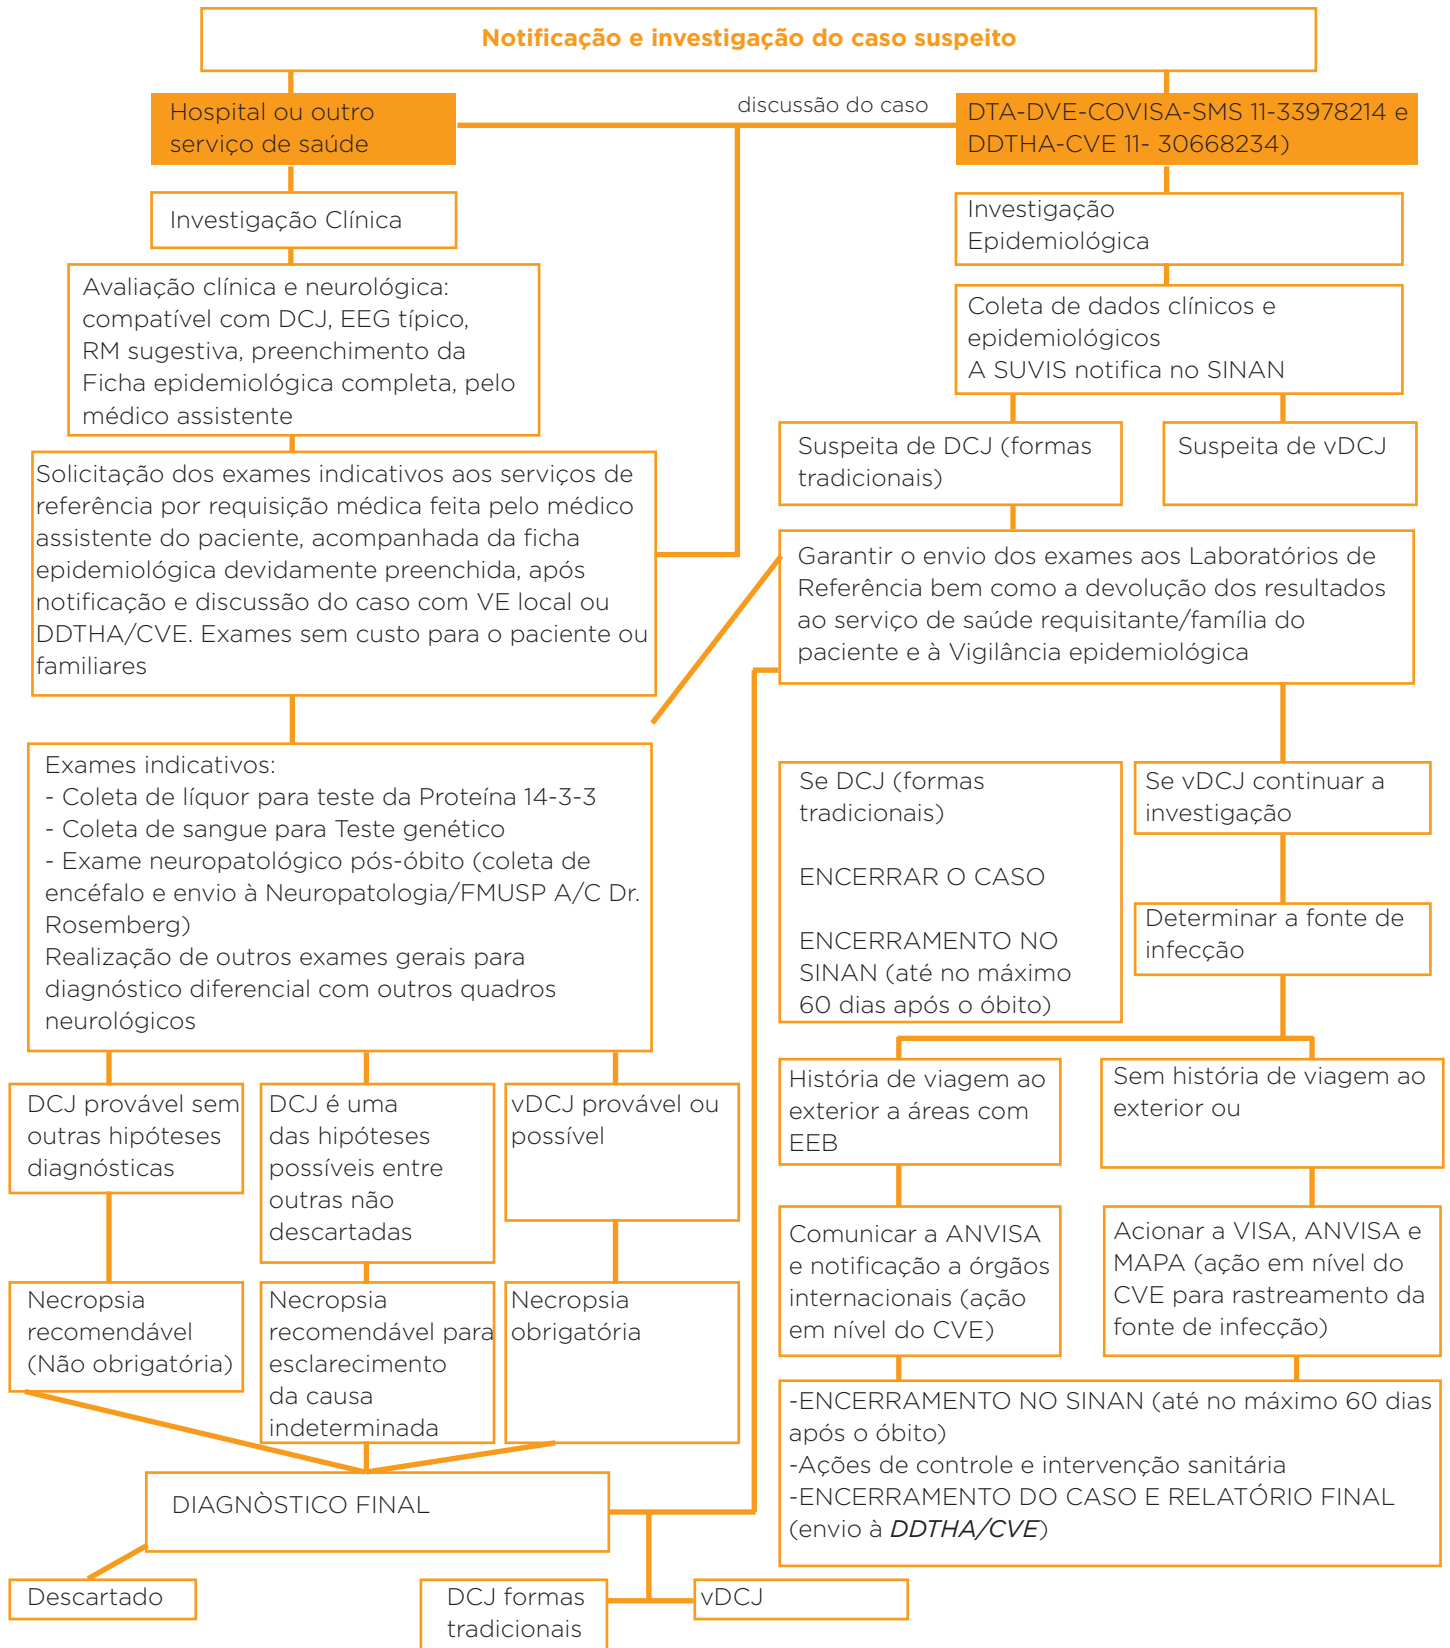 Notificação e investigação do caso suspeito
Hospital ou outro
serviço de saúde
discussão do caso
DTA-DVE-COVISA-SMS 11-33978214 e
DDTHA-CVE 11- 30668234)
Investigação Clínica
Investigação
Epidemiológica
Avaliação clínica e neurológica:
compatível com DCJ, EEG típico,
RM sugestiva, preenchimento da
Ficha epidemiológica completa, pelo
médico assistente
Coleta de dados clínicos e
epidemiológicos
A SUVIS notifica no SINAN
Suspeita de DCJ (formas
tradicionais)
Suspeita de vDCJ
Solicitação dos exames indicativos aos serviços de
referência por requisição médica feita pelo médico
assistente do paciente, acompanhada da ficha
epidemiológica devidamente preenchida, após
notificação e discussão do caso com VE local ou
DDTHA/CVE. Exames sem custo para o paciente ou
familiares
Garantir o envio dos exames aos Laboratórios de
Referência bem como a devolução dos resultados
ao serviço de saúde requisitante/família do
paciente e à Vigilância epidemiológica
Exames indicativos:
- Coleta de líquor para teste da Proteína 14-3-3
- Coleta de sangue para Teste genético
- Exame neuropatológico pós-óbito (coleta de
encéfalo e envio à Neuropatologia/FMUSP A/C Dr.
Rosemberg)
Realização de outros exames gerais para
diagnóstico diferencial com outros quadros
neurológicos
Se DCJ (formas
tradicionais)
ENCERRAR O CASO
ENCERRAMENTO NO
SINAN (até no máximo
60 dias após o óbito)
Se vDCJ continuar a
investigação
Determinar a fonte de
infecção
DCJ provável sem
outras hipóteses
diagnósticas
DCJ é uma
das hipóteses
possíveis entre
outras não
descartadas
vDCJ provável ou
possível
História de viagem ao
exterior a áreas com
EEB
Sem história de viagem ao
exterior ou
Comunicar a ANVISA
e notificação a órgãos
internacionais (ação
em nível do CVE)
Acionar a VISA, ANVISA e
MAPA (ação em nível do
CVE para rastreamento da
fonte de infecção)
Necropsia
recomendável
(Não obrigatória)
Necropsia
recomendável para
esclarecimento
da causa
indeterminada
Necropsia
obrigatória
-ENCERRAMENTO NO SINAN (até no máximo 60 dias
após o óbito)
-Ações de controle e intervenção sanitária
-ENCERRAMENTO DO CASO E RELATÓRIO FINAL
(envio à DDTHA/CVE)
DIAGNÒSTICO FINAL
Descartado
DCJ formas
tradicionais
vDCJ